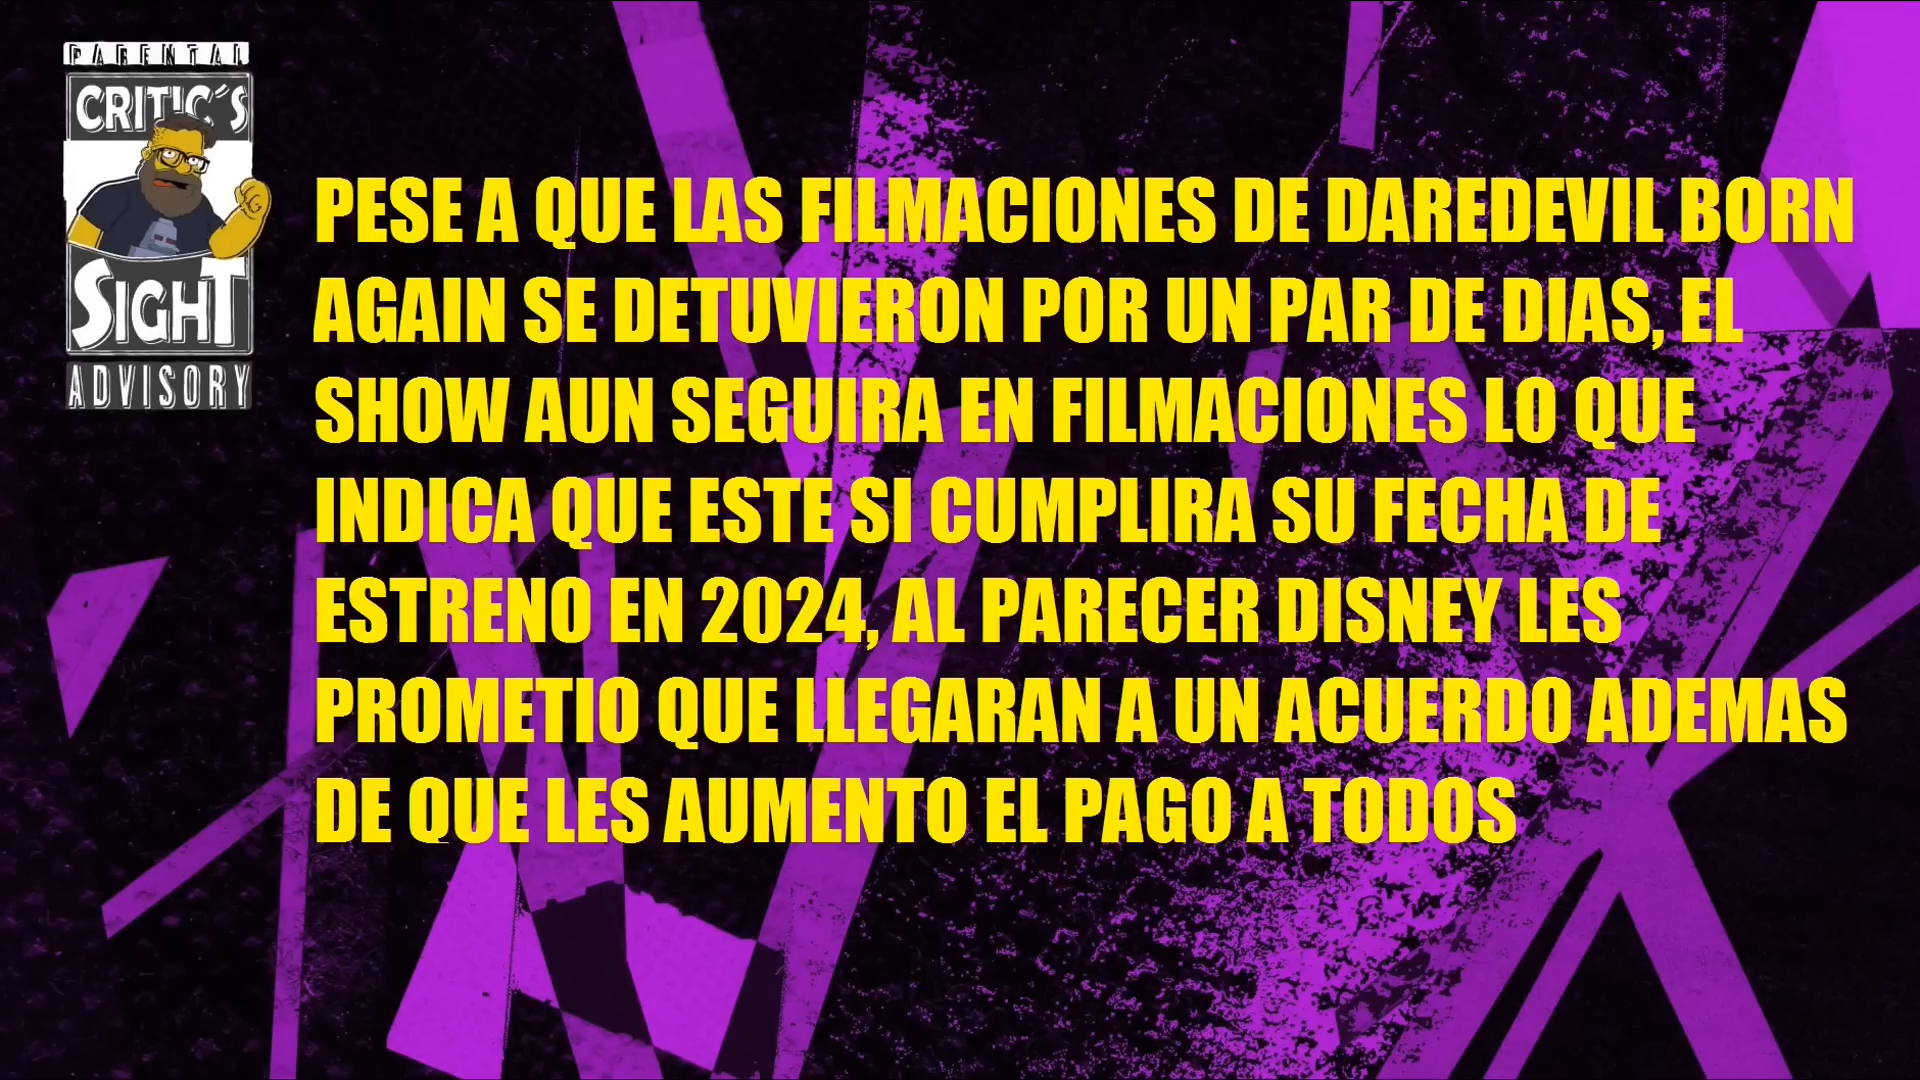 PARENTAL
CRITIC´S
SIGHT
ADVISORY
PESE A QUE LAS FILMACIONES DE DAREDEVIL BORN
AGAIN SE DETUVIERON POR UN PAR DE DIAS, EL
SHOW AUN SEGUIRA EN FILMACIONES LO QUE
INDICA QUE ESTE SI CUMPLIRA SU FECHA DE
ESTRENO EN 2024, AL PARECER DISNEY LES
PROMETIO QUE LLEGARAN A UN ACUERDO ADEMAS
DE QUE LES AUMENTO EL PAGO A TODOS